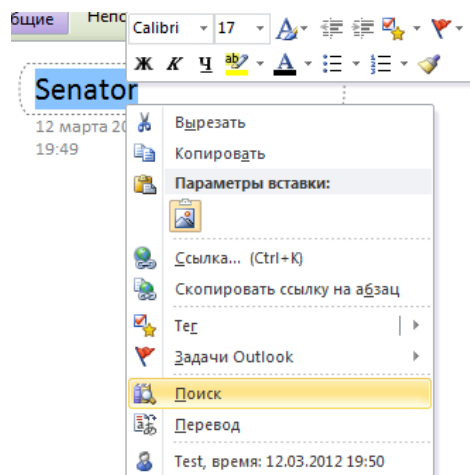 бщие
Calibri 17
Ж К Ч
Senator
12 марта 20
19:49
Вырезать
Копировать
Параметры вставки:
Ссылка... (Ctrl+K)
Скопировать ссылку на абзац
Тег
Задачи Outlook
Поиск
Перевод
Test, время: 12.03.2012 19:50